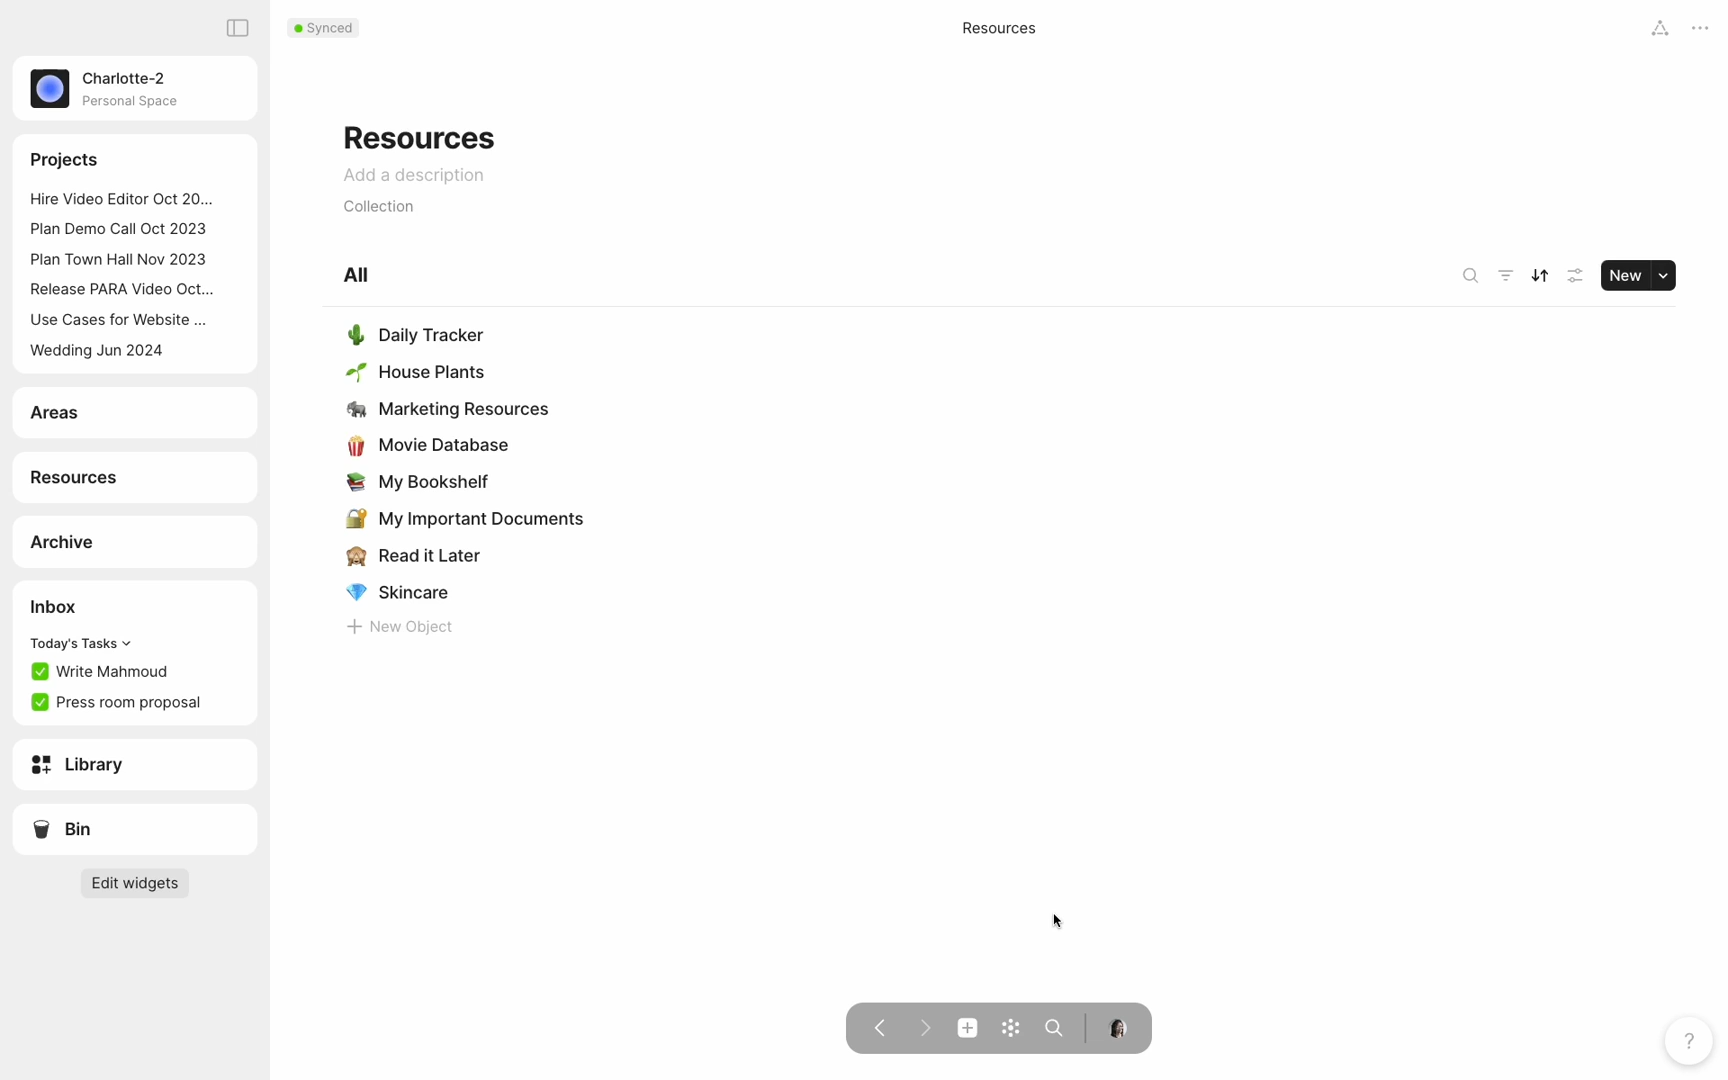 Synced
Resources
Charlotte-2
Personal Space
Projects
Hire Video Editor Oct 20...
Plan Demo Call Oct 2023
Plan Town Hall Nov 2023
Release PARA Video Oct...
Use Cases for Website ...
Wedding Jun 2024
Areas
Resources
Archive
Inbox
Today's Tasks
Write Mahmoud
Press room proposal
Library
Bin
Edit widgets
Resources
Add a description
Collection
All
New
Daily Tracker
House Plants
Marketing Resources
Movie Database
My Bookshelf
My Important Documents
Read it Later
Skincare
New Object
?